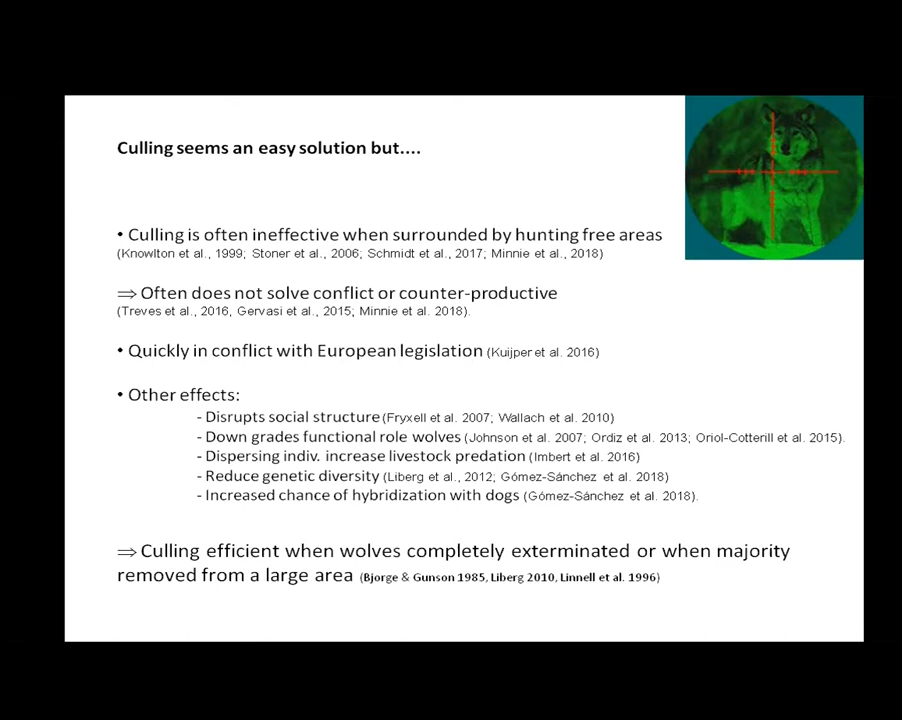 Culling seems an easy solution but....
• Culling is often ineffective when surrounded by hunting free areas
(Knowlton et al., 1999; Stoner et al., 2006; Schmidt et al., 2017; Minnie et al., 2018)
⇒ Often does not solve conflict or counter-productive
(Treves et al., 2016, Gervasi et al., 2015; Minnie et al. 2018).
• Quickly in conflict with European legislation (Kuijper et al. 2016)
• Other effects:
- Disrupts social structure (Fryxell et al. 2007; Wallach et al. 2010)
- Down grades functional role wolves (Johnson et al. 2007; Ordiz et al. 2013; Oriol-Cotterill et al. 2015).
- Dispersing indiv. increase livestock predation (Imbert et al. 2016)
- Reduce genetic diversity (Liberg et al., 2012; Gómez-Sánchez et al. 2018)
- Increased chance of hybridization with dogs (Gómez-Sánchez et al. 2018).
⇒ Culling efficient when wolves completely exterminated or when majority
removed from a large area (Bjorge & Gunson 1985, Liberg 2010, Linnell et al. 1996)